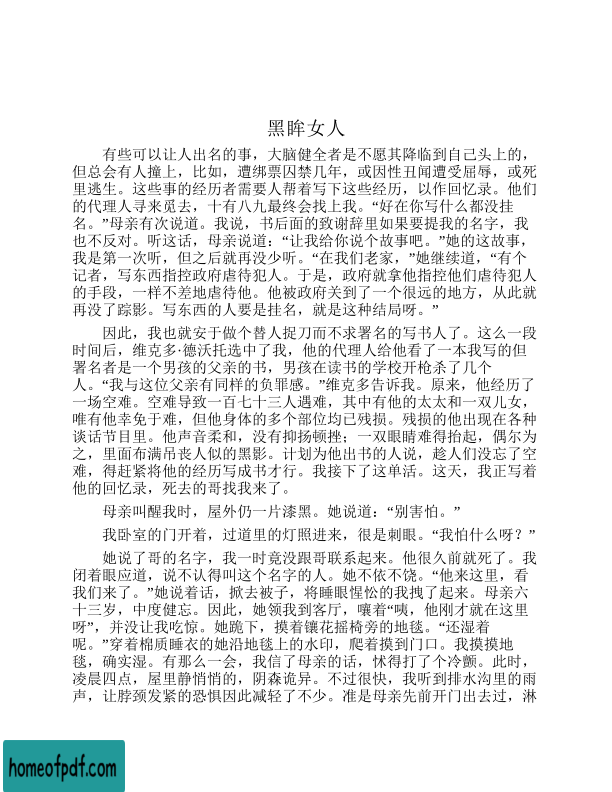 黑眸女人
有些可以让人出名的事，大脑健全者是不愿其降临到自己头上的，
但总会有人撞上，比如，遭绑票囚禁几年，或因性丑闻遭受屈辱，或死
里逃生。这些事的经历者需要人帮着写下这些经历，以作回忆录。他们
的代理人寻来觅去，十有八九最终会找上我。“好在你写什么都没挂
名。”母亲有次说道。我说，书后面的致谢辞里如果要提我的名字，我
也不反对。听这话，母亲说道：“让我给你说个故事吧。”她的这故事，
我是第一次听，但之后就再没少听。“在我们老家，”她继续道，“有个
记者，写东西指控政府虐待犯人。于是，政府就拿他指控他们虐待犯人
的手段，一样不差地虐待他。他被政府关到了一个很远的地方，从此就
再没了踪影。写东西的人要是挂名，就是这种结局呀。”
因此，我也就安于做个替人捉刀而不求署名的写书人了。这么一段
时间后，维克多·德沃托选中了我，他的代理人给他看了一本我写的但
署名者是一个男孩的父亲的书，男孩在读书的学校开枪杀了几个
人。“我与这位父亲有同样的负罪感。”维克多告诉我。原来，他经历了
一场空难。空难导致一百七十三人遇难，其中有他的太太和一双儿女，
唯有他幸免于难，但他身体的多个部位均已残损。残损的他出现在各种
谈话节目里。他声音柔和，没有抑扬顿挫；一双眼睛难得抬起，偶尔为
之，里面布满吊丧人似的黑影。计划为他出书的人说，趁人们没忘了空
难，得赶紧将他的经历写成书才行。我接下了这单活。这天，我正写着
他的回忆录，死去的哥找我来了。
母亲叫醒我时，屋外仍一片漆黑。她说道：“别害怕。”
我卧室的门开着，过道里的灯照进来，很是刺眼。“我怕什么呀？”
她说了哥的名字，我一时竟没跟哥联系起来。他很久前就死了。我
闭着眼应道，说不认得叫这个名字的人。她不依不饶。“他来这里，看
我们来了。”她说着话，掀去被子，将睡眼惺忪的我拽了起来。母亲六
十三岁，中度健忘。因此，她领我到客厅，嚷着“咦，他刚才就在这里
呀”，并没让我吃惊。她跪下，摸着镶花摇椅旁的地毯。“还湿着
呢。”穿着棉质睡衣的她沿地毯上的水印，爬着摸到门口。我摸摸地
毯，确实湿。有那么一会，我信了母亲的话，怵得打了个冷颤。此时，
凌晨四点，屋里静悄悄的，阴森诡异。不过很快，我听到排水沟里的雨
声，让脖颈发紧的恐惧因此减轻了不少。准是母亲先前开门出去过，淋
homeofpdf.com